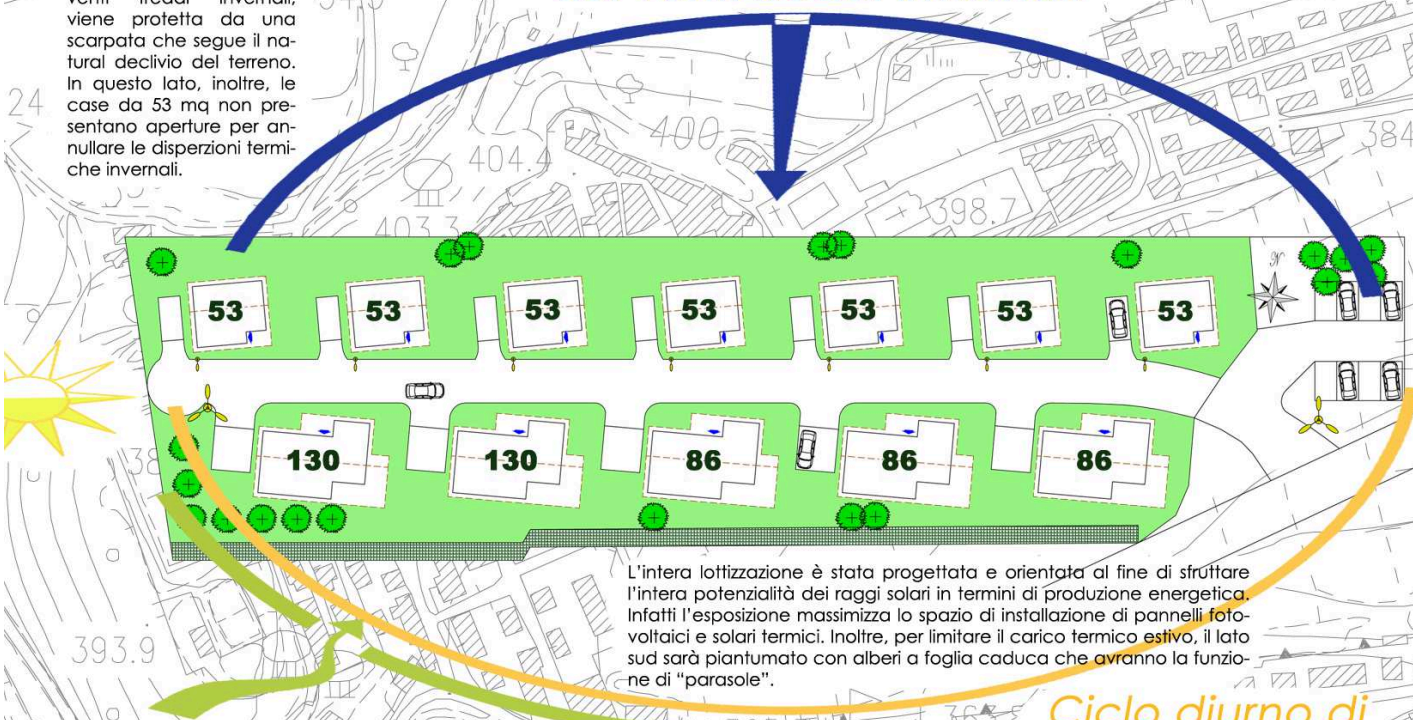 venti freddi invernali,
viene protetta da una
scarpata che segue il na-
tural declivio del terreno.
In questo lato, inoltre, le
case da 53 mq non pre-
sentano aperture per an-
nullare le disperzioni termi-
che invernali.
24
390.1
400
384
404.4
403.3
398.7
53
53
53
53
53
53
53
130
130
86
86
86
38
L'intera lottizzazione è stata progettata e orientata al fine di sfruttare
l'intera potenzialità dei raggi solari in termini di produzione energetica.
Infatti l'esposizione massimizza lo spazio di installazione di pannelli foto-
voltaici e solari termici. Inoltre, per limitare il carico termico estivo, il lato
sud sarà piantumato con alberi a foglia caduca che avranno la funzio-
ne di "parasole".
393.9
Ciclo diurno di